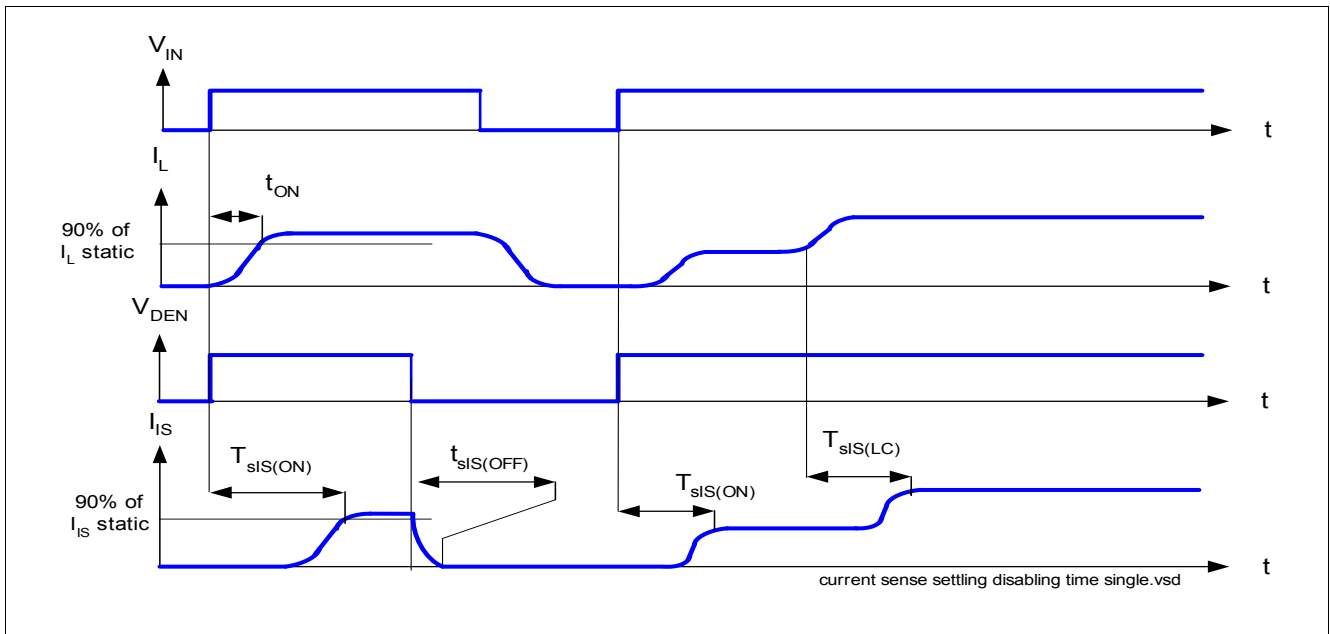 V_IN
t
I_L
t_ON
90% of
I_L static
t
V_DEN
t
I_IS
T_sIS(ON)
t_sIS(OFF)
T_sIS(ON)
T_sIS(LC)
90% of
I_IS static
t
current sense settling disabling time single.vsd